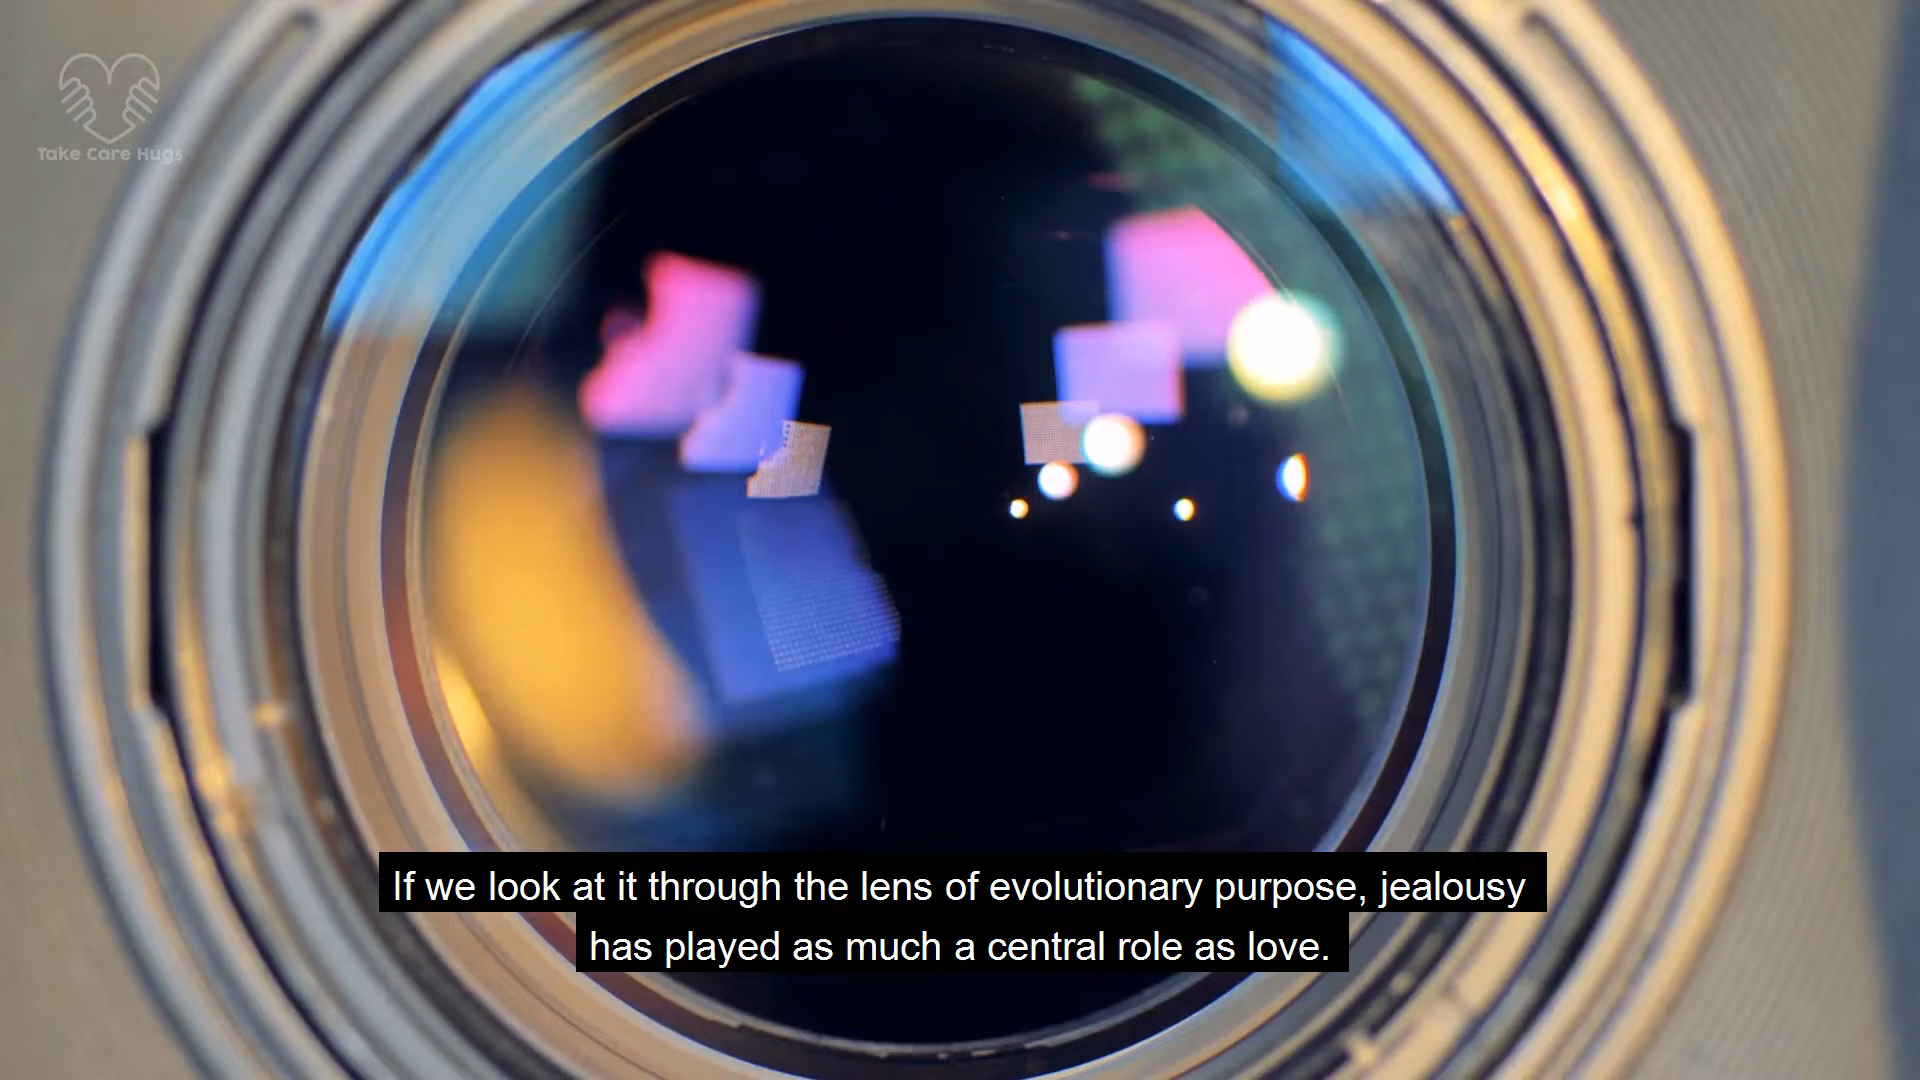 Take Care Hugs
If we look at it through the lens of evolutionary purpose, jealousy
has played as much a central role as love.